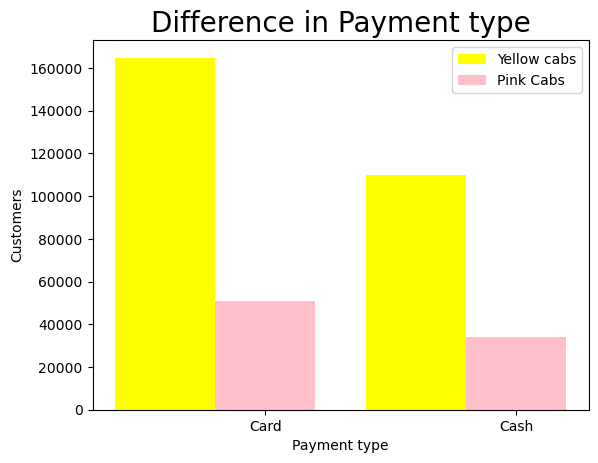 Difference in Payment type
Yellow cabs
Pink Cabs
160000
140000
120000
100000
80000
60000
40000
20000
0
Customers
Card
Cash
Payment type